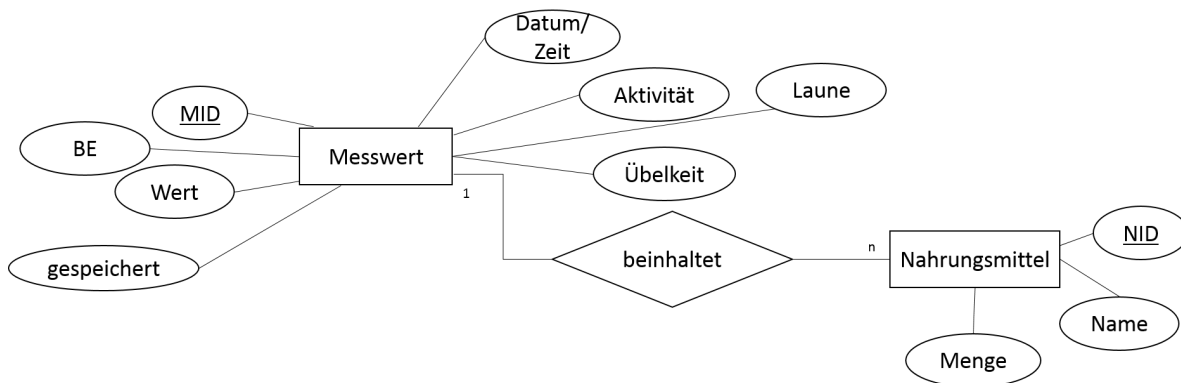 Datum/
Zeit
Aktivität
Laune
MID
BE
Messwert
Wert
Übelkeit
1
gespeichert
beinhaltet
n
Nahrungsmittel
NID
Name
Menge